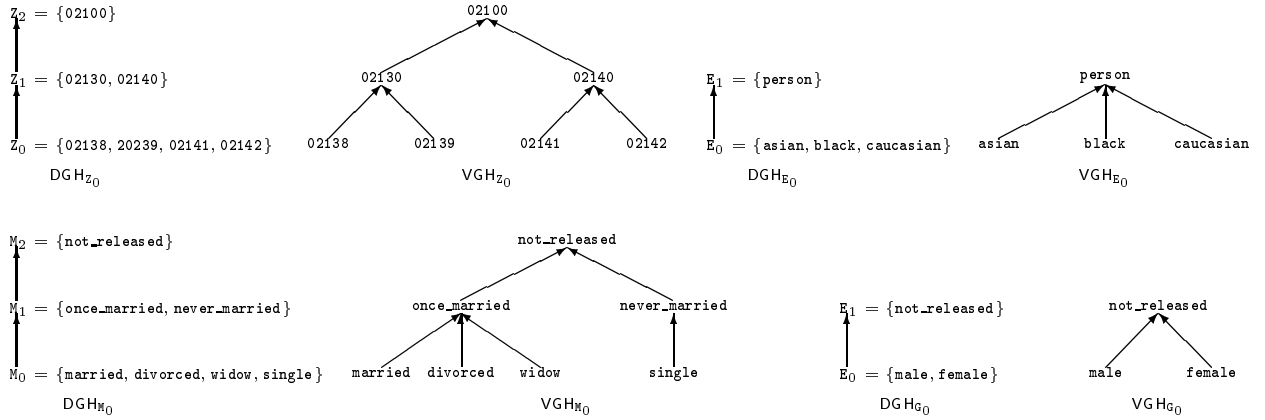 Z2 = {02100}
02100
Z1 = {02130, 02140}
02130
02140
E1 = {person}
person
Z0 = {02138, 20239, 02141, 02142}
02138
02139
02141
02142
E0 = {asian, black, caucasian}
asian
black
caucasian
DGHZ0
VGHZ0
DGHE0
VGHE0
M2 = {not_released}
not_released
M1 = {once_married, never_married}
once_married
never_married
E1 = {not_released}
not_released
M0 = {married, divorced, widow, single}
married
divorced
widow
single
E0 = {male, female}
male
female
DGHM0
VGHM0
DGHG0
VGHG0